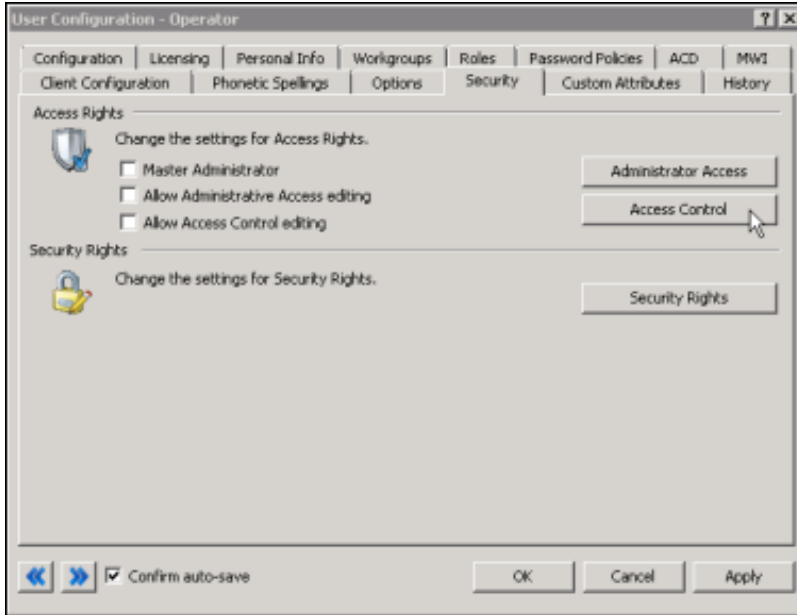 User Configuration - Operator
Configuration Licensing Personal Info Workgroups Roles Password Policies ACD MWI
Client Configuration Phonetic Spellings Options Security Custom Attributes History
Access Rights
Change the settings for Access Rights.
Master Administrator
Administrator Access
Allow Administrative Access editing
Access Control
Allow Access Control editing
Security Rights
Change the settings for Security Rights.
Security Rights
Confirm auto-save OK Cancel Apply